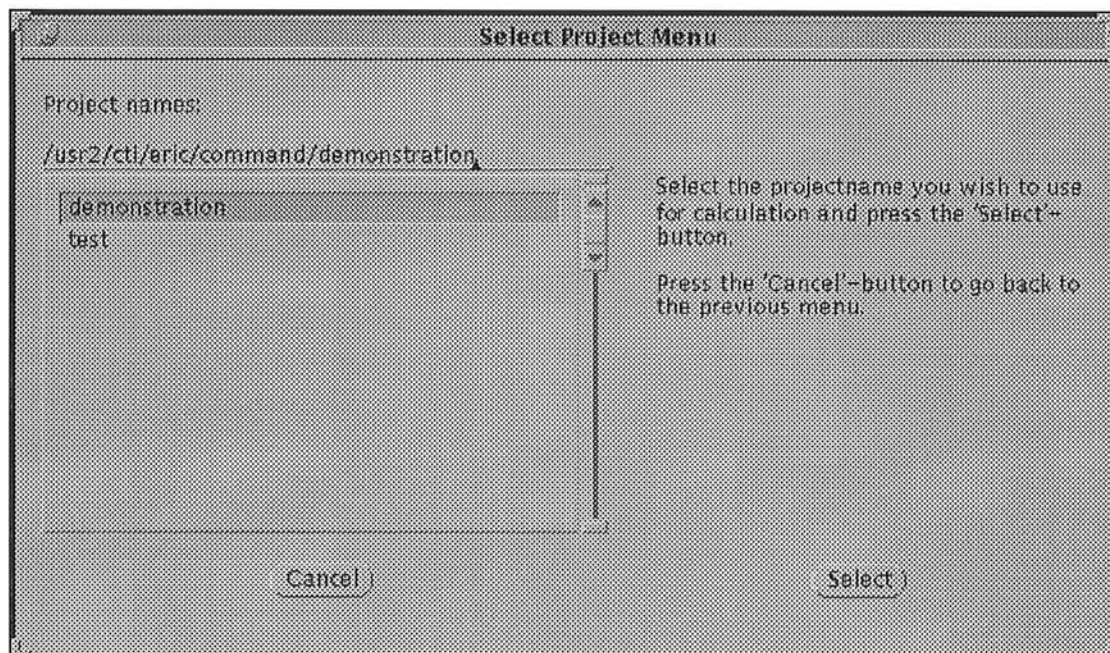 Select Project Menu
Project names:
/usr2/ctl/eric/command/demonstration
demonstration
test
Select the projectname you wish to use
for calculation and press the 'Select'-
button.
Press the 'Cancel'-button to go back to
the previous menu.
Cancel
Select